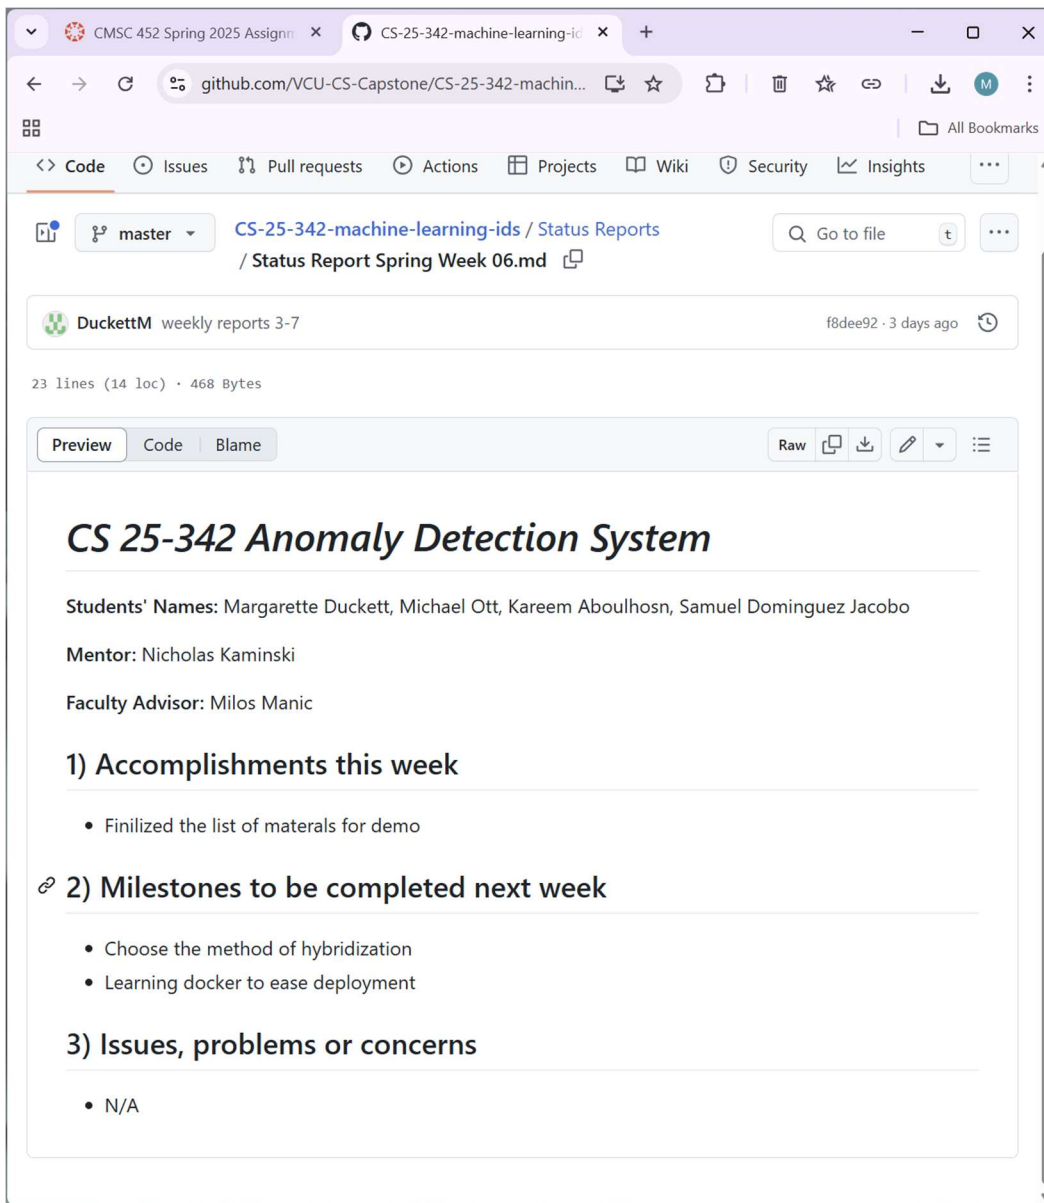 CMSC 452 Spring 2025 Assignm
CS-25-342-machine-learning-id
github.com/VCU-CS-Capstone/CS-25-342-machin...
M
All Bookmarks
Code Issues Pull requests Actions Projects Wiki Security Insights
master
CS-25-342-machine-learning-ids / Status Reports
/ Status Report Spring Week 06.md
Go to file t
DuckettM weekly reports 3-7
f8dee92 · 3 days ago
23 lines (14 loc) · 468 Bytes
Preview Code Blame
Raw
CS 25-342 Anomaly Detection System
Students' Names: Margarette Duckett, Michael Ott, Kareem Aboulhosn, Samuel Dominguez Jacobo
Mentor: Nicholas Kaminski
Faculty Advisor: Milos Manic
1) Accomplishments this week
• Finilized the list of materals for demo
2) Milestones to be completed next week
• Choose the method of hybridization
• Learning docker to ease deployment
3) Issues, problems or concerns
• N/A